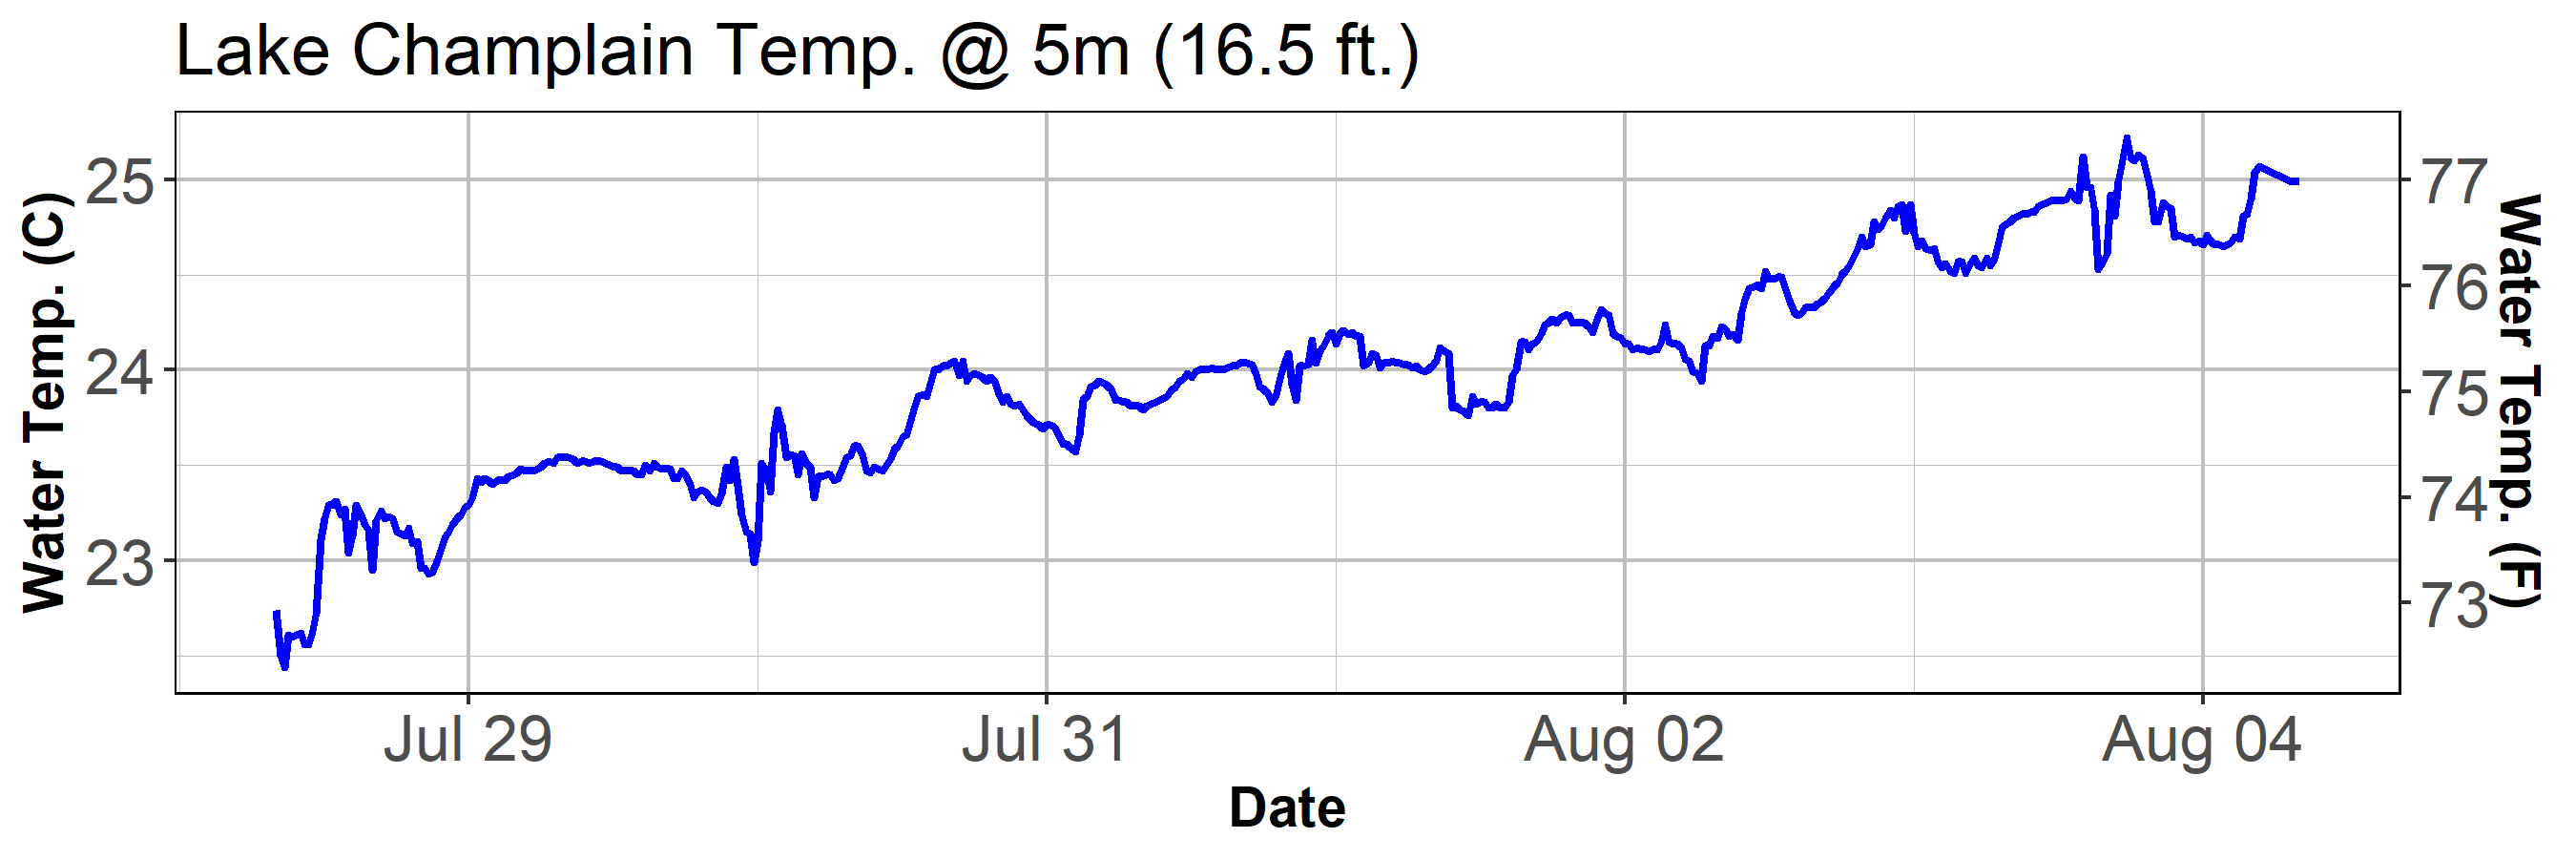 Lake Champlain Temp. @ 5m (16.5 ft.)
Water Temp. (C)
25
24
23
77
76
75
74
73
Water Temp. (F)
Jul 29
Jul 31
Aug 02
Aug 04
Date